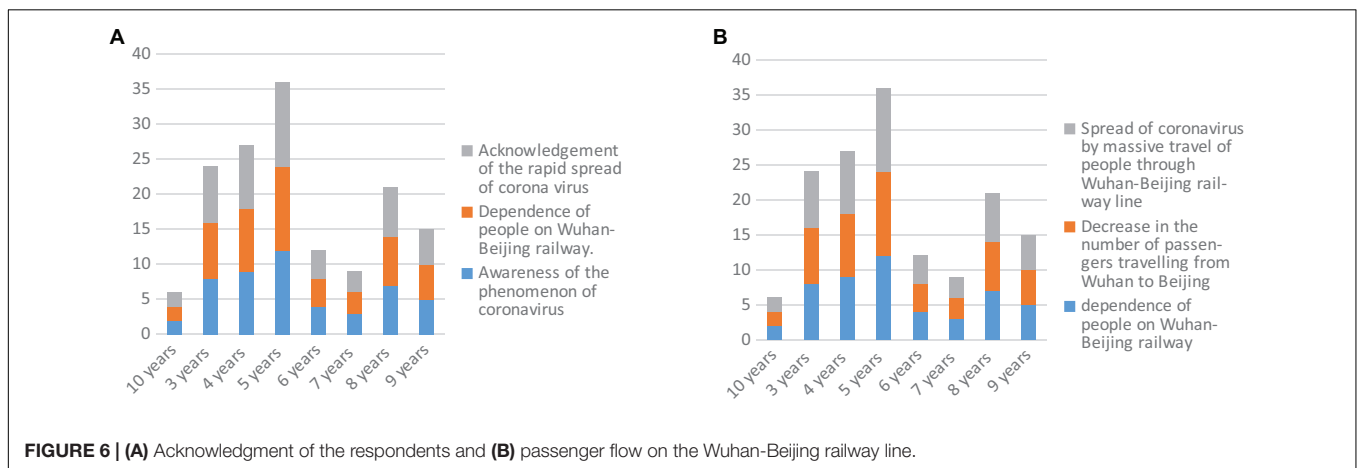 A
40
35
30
25
20
15
10
5
0
10 years
3 years
4 years
5 years
6 years
7 years
8 years
9 years
Acknowledgement
of the rapid spread
of corona virus
Dependence of
people on Wuhan-
Beijing railway.
Awareness of the
phenomenon of
coronavirus
B
40
35
30
25
20
15
10
5
0
10 years
3 years
4 years
5 years
6 years
7 years
8 years
9 years
Spread of coronavirus
by massive travel of
people through
Wuhan-Beijing rail-
way line
Decrease in the
number of passen-
gers travelling from
Wuhan to Beijing
dependence of
people on Wuhan-
Beijing railway
FIGURE 6 | (A) Acknowledgment of the respondents and (B) passenger flow on the Wuhan-Beijing railway line.